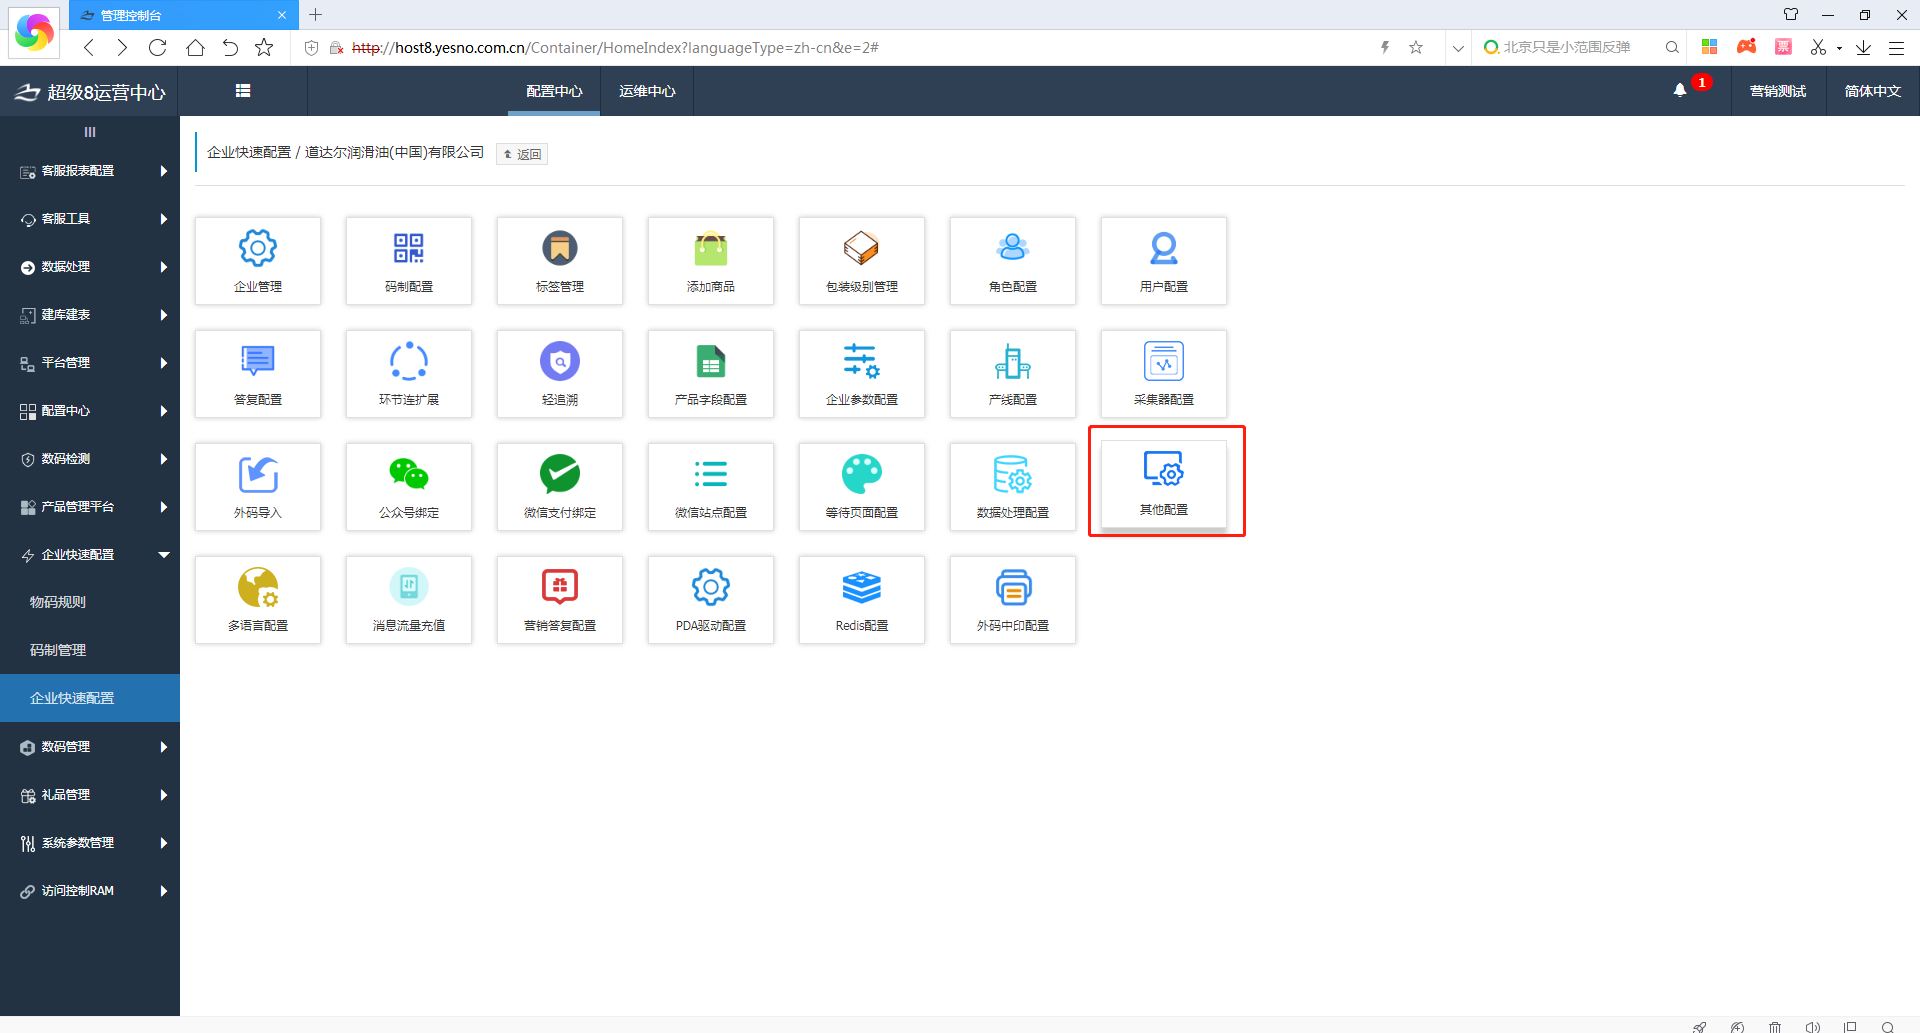 管理控制台
http://host8.yesno.com.cn/Container/HomeIndex?languageType=zh-cn&e=2#
北京只是小范围反弹
票
超级8运营中心
配置中心
运维中心
1
营销测试
简体中文
企业快速配置 / 道达尔润滑油(中国)有限公司
返回
客服报表配置
客服工具
数据处理
建库建表
平台管理
配置中心
数码检测
产品管理平台
企业快速配置
物码规则
码制管理
企业快速配置
数码管理
礼品管理
系统参数管理
访问控制RAM
企业管理
码制配置
标签管理
添加商品
包装级别管理
角色配置
用户配置
答复配置
环节连扩展
轻追溯
产品字段配置
企业参数配置
产线配置
采集器配置
外码导入
公众号绑定
微信支付绑定
微信站点配置
等待页面配置
数据处理配置
其他配置
多语言配置
消息流量充值
营销答复配置
PDA驱动配置
Redis配置
外码中印配置